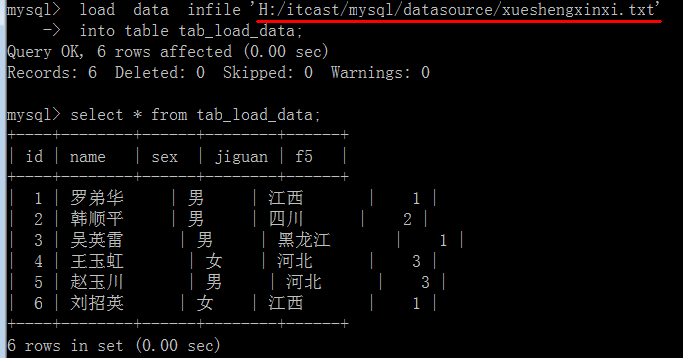 mysql> load data infile 'H:/itcast/mysql/datasource/xueshengxinxi.txt'
    -> into table tab_load_data;
Query OK, 6 rows affected (0.00 sec)
Records: 6  Deleted: 0  Skipped: 0  Warnings: 0
mysql> select * from tab_load_data;
+----+--------+------+--------+------+
| id | name   | sex  | jiguan | f5   |
+----+--------+------+--------+------+
|  1 | 罗弟华 | 男 | 江西 | 1 |
|  2 | 韩顺平 | 男 | 四川 | 2 |
|  3 | 吴英雷 | 男 | 黑龙江 | 1 |
|  4 | 王玉虹 | 女 | 河北 | 3 |
|  5 | 赵玉川 | 男 | 河北 | 3 |
|  6 | 刘招英 | 女 | 江西 | 1 |
+----+--------+------+--------+------+
6 rows in set (0.00 sec)